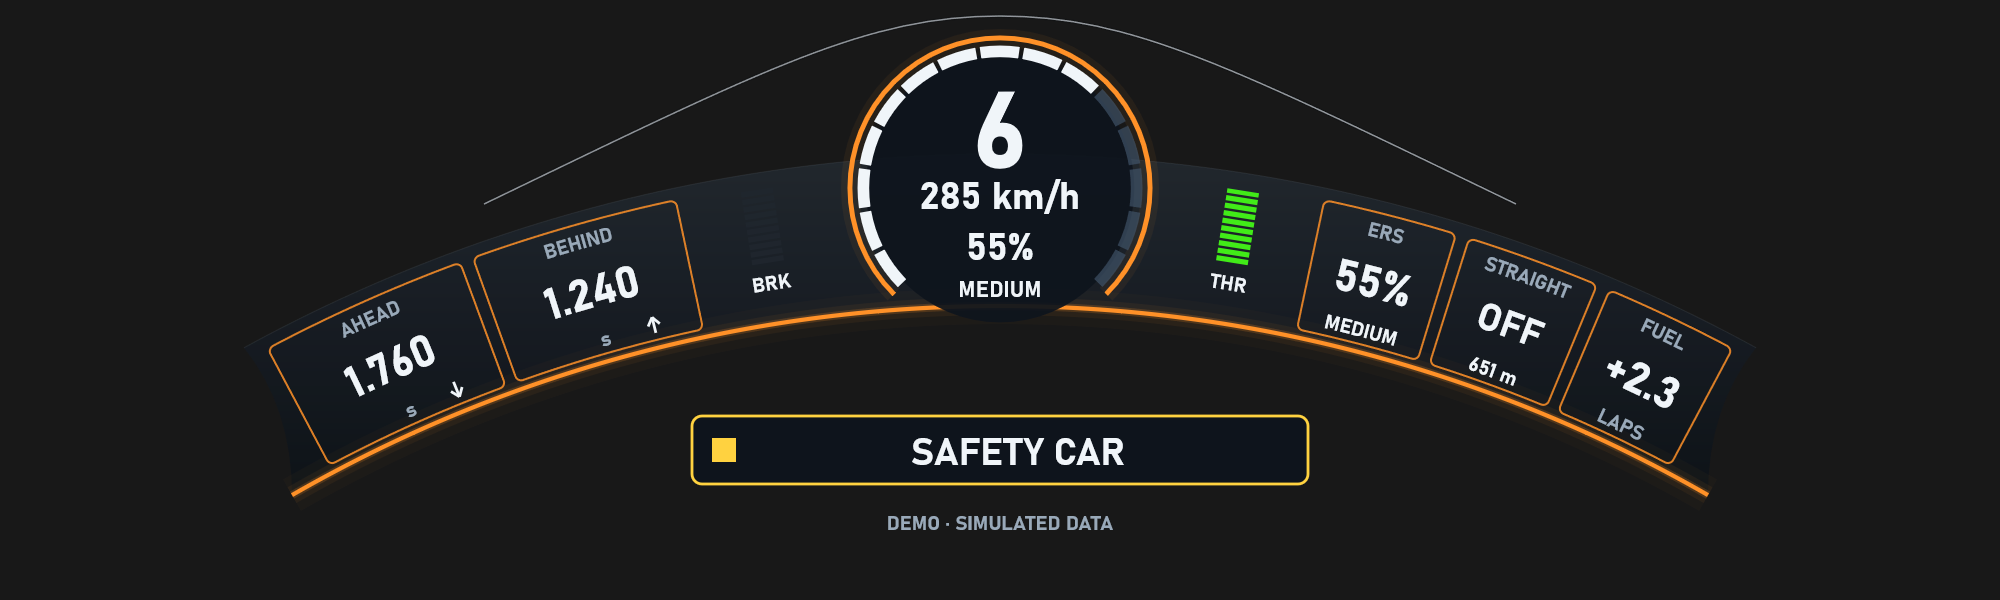 AHEAD
1.760
s ↓
BEHIND
1.240
s ↑
BRK
6
285 km/h
55%
MEDIUM
THR
ERS
55%
MEDIUM
STRAIGHT
OFF
651 m
FUEL
+2.3
LAPS
SAFETY CAR
DEMO · SIMULATED DATA